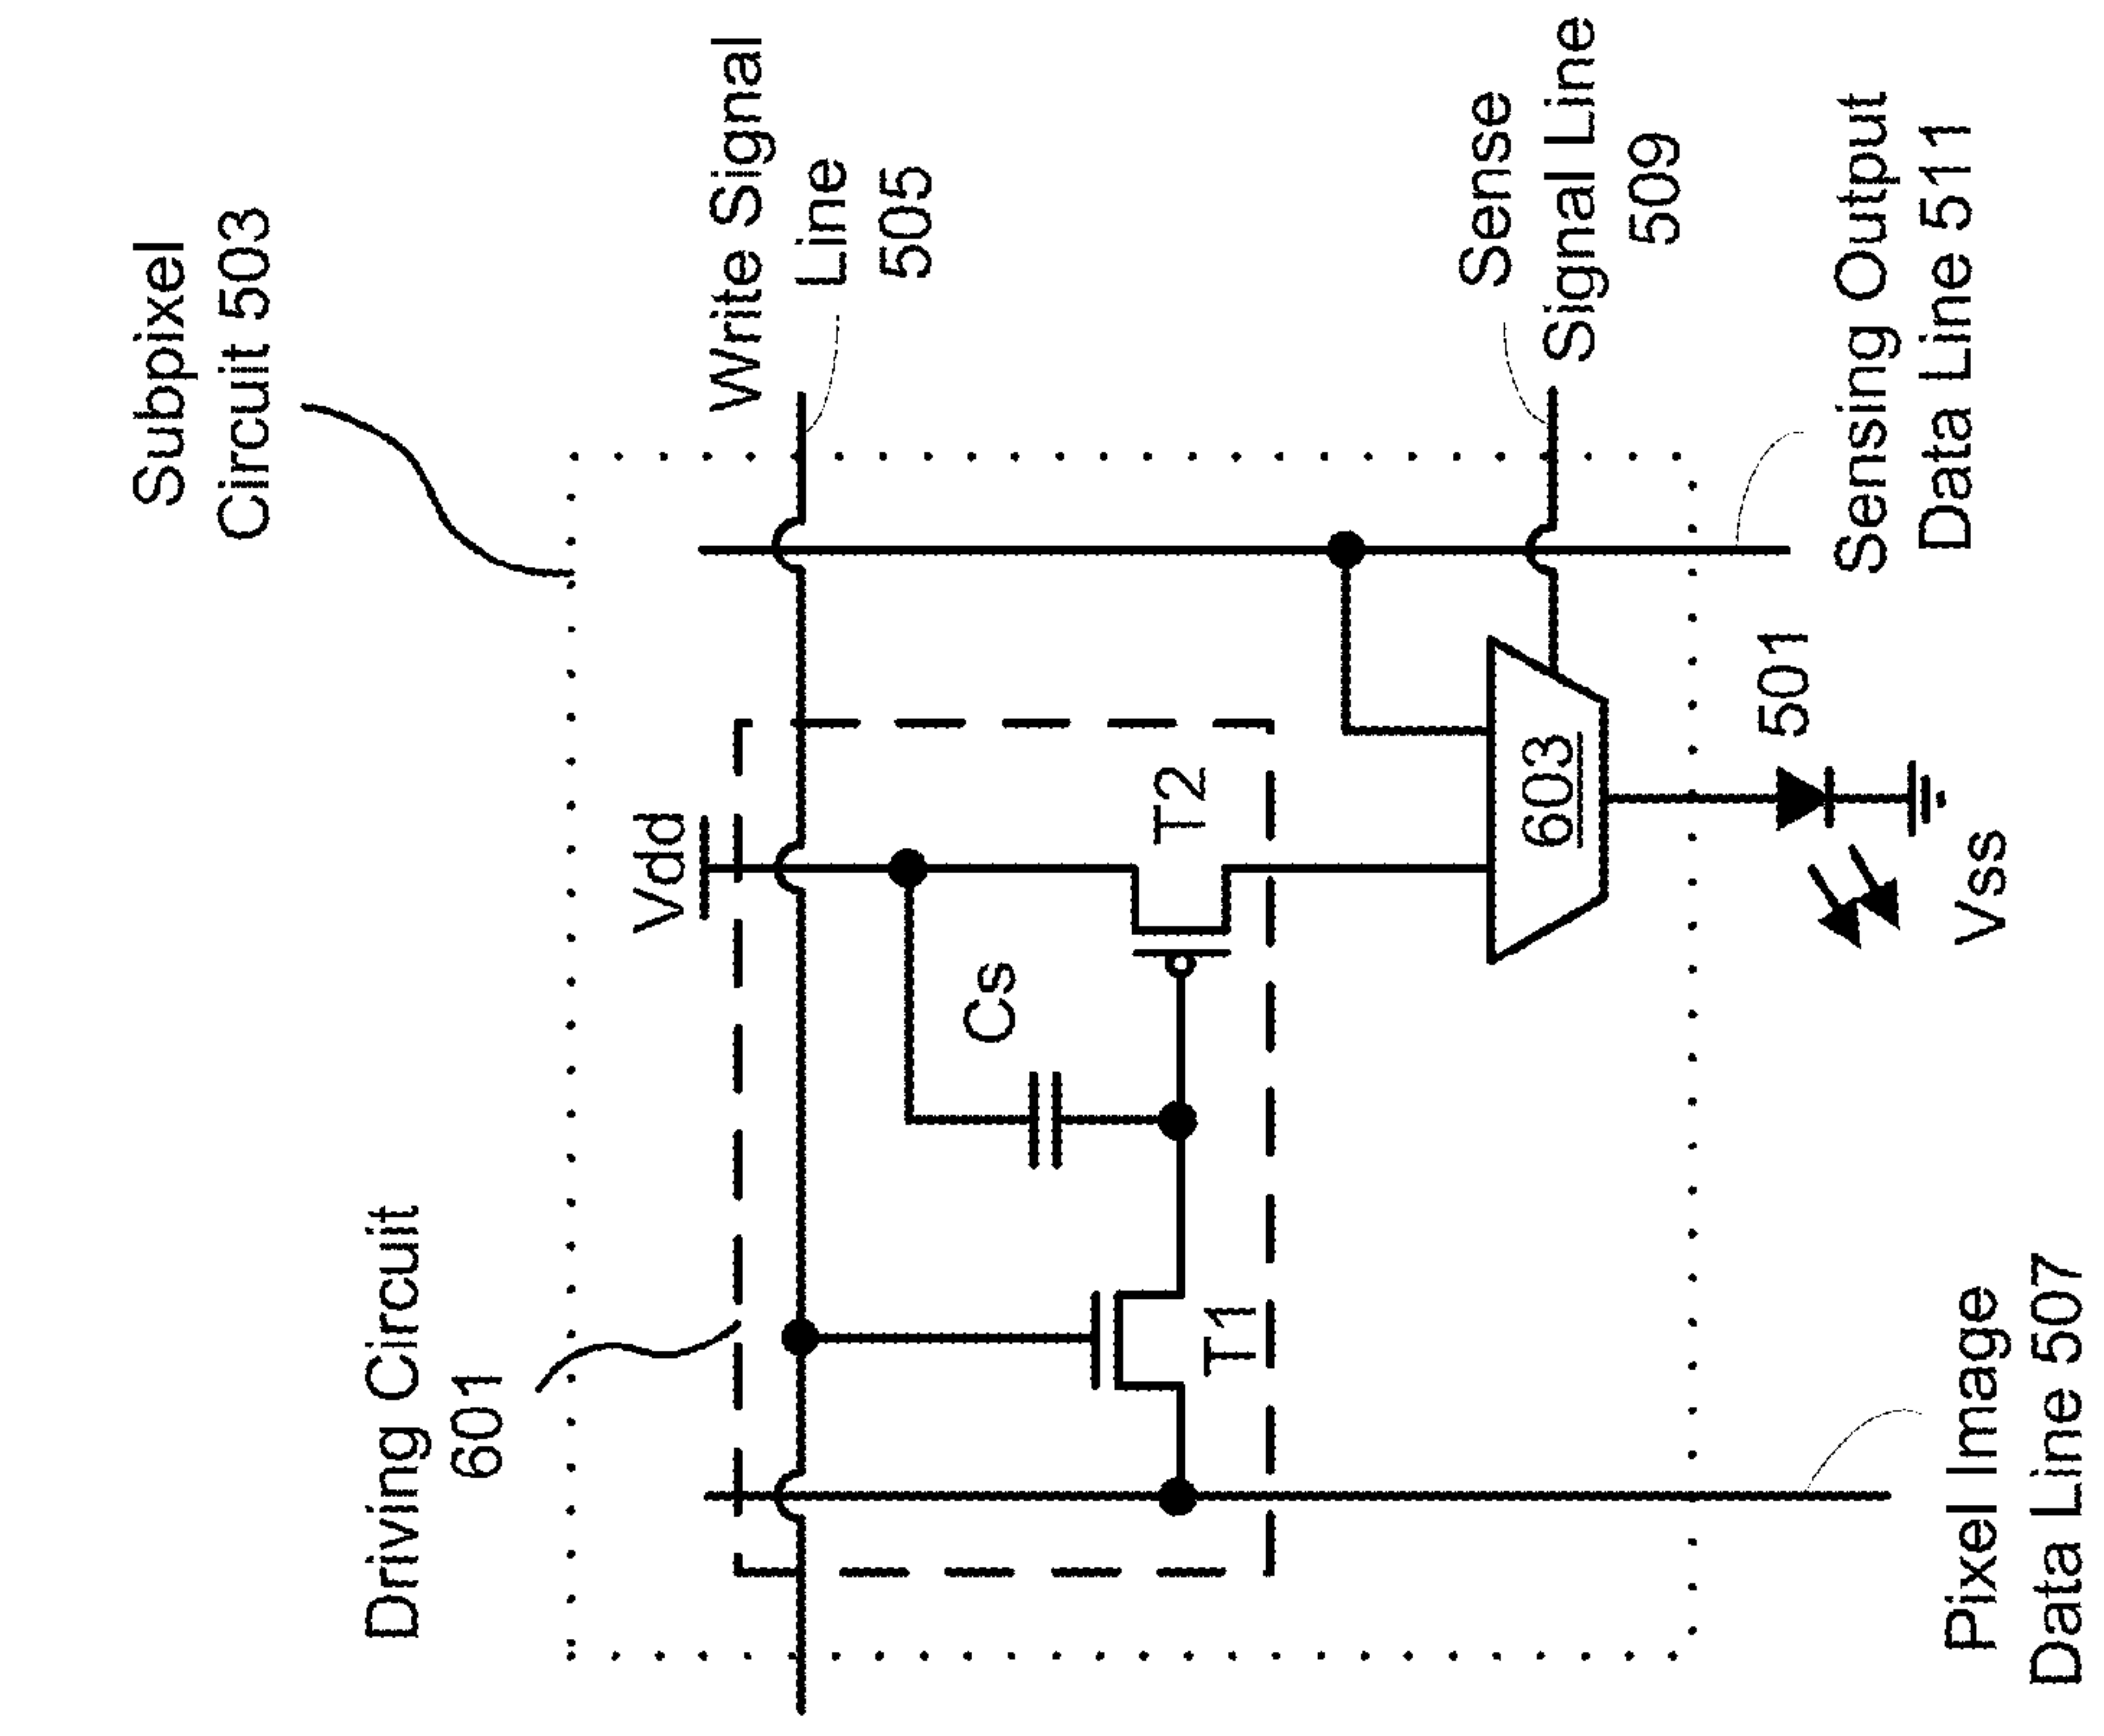 Subpixel
Circuit 503
Driving Circuit
601
Vdd
Write Signal
Line
505
Cs
T2
T1
Sense
Signal Line
509
603
501
Vss
Sensing Output
Data Line 511
Pixel Image
Data Line 507